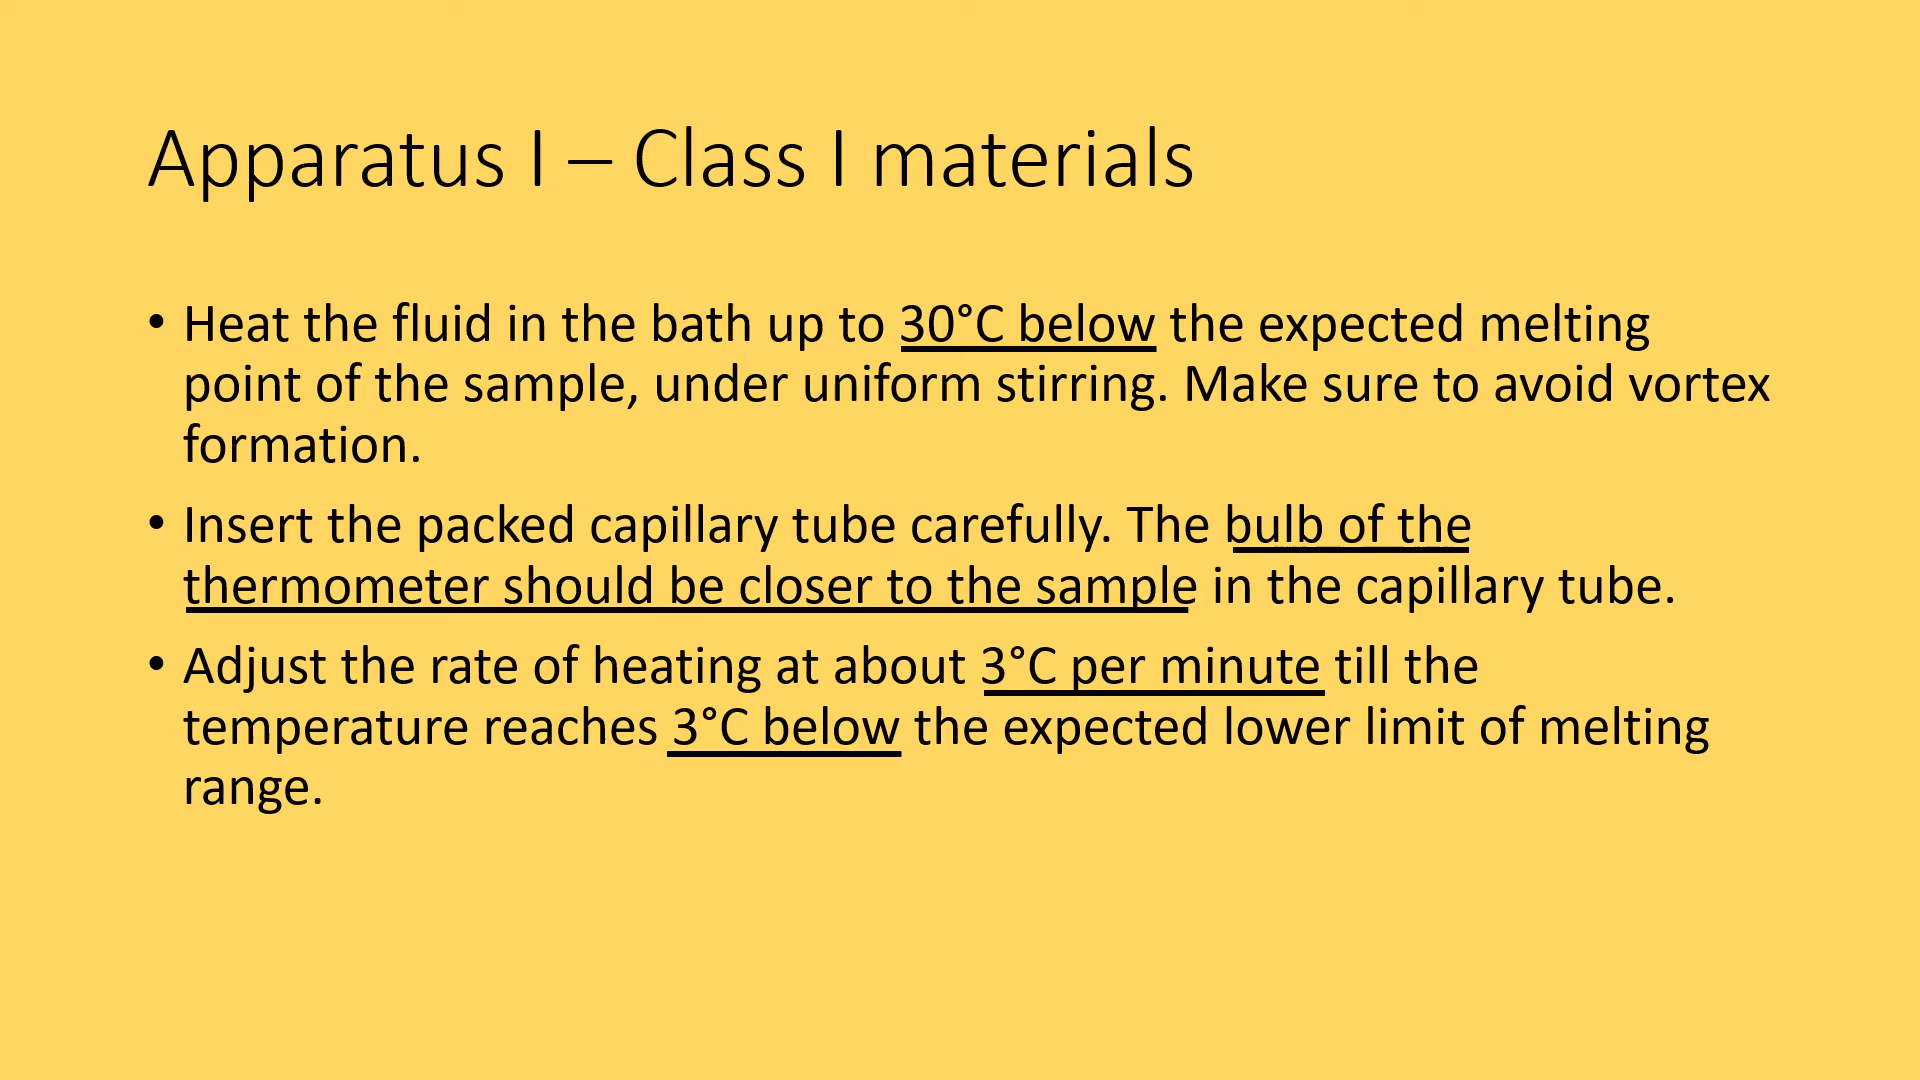 Apparatus I – Class I materials
• Heat the fluid in the bath up to 30°C below the expected melting
point of the sample, under uniform stirring. Make sure to avoid vortex
formation.
• Insert the packed capillary tube carefully. The bulb of the
thermometer should be closer to the sample in the capillary tube.
• Adjust the rate of heating at about 3°C per minute till the
temperature reaches 3°C below the expected lower limit of melting
range.